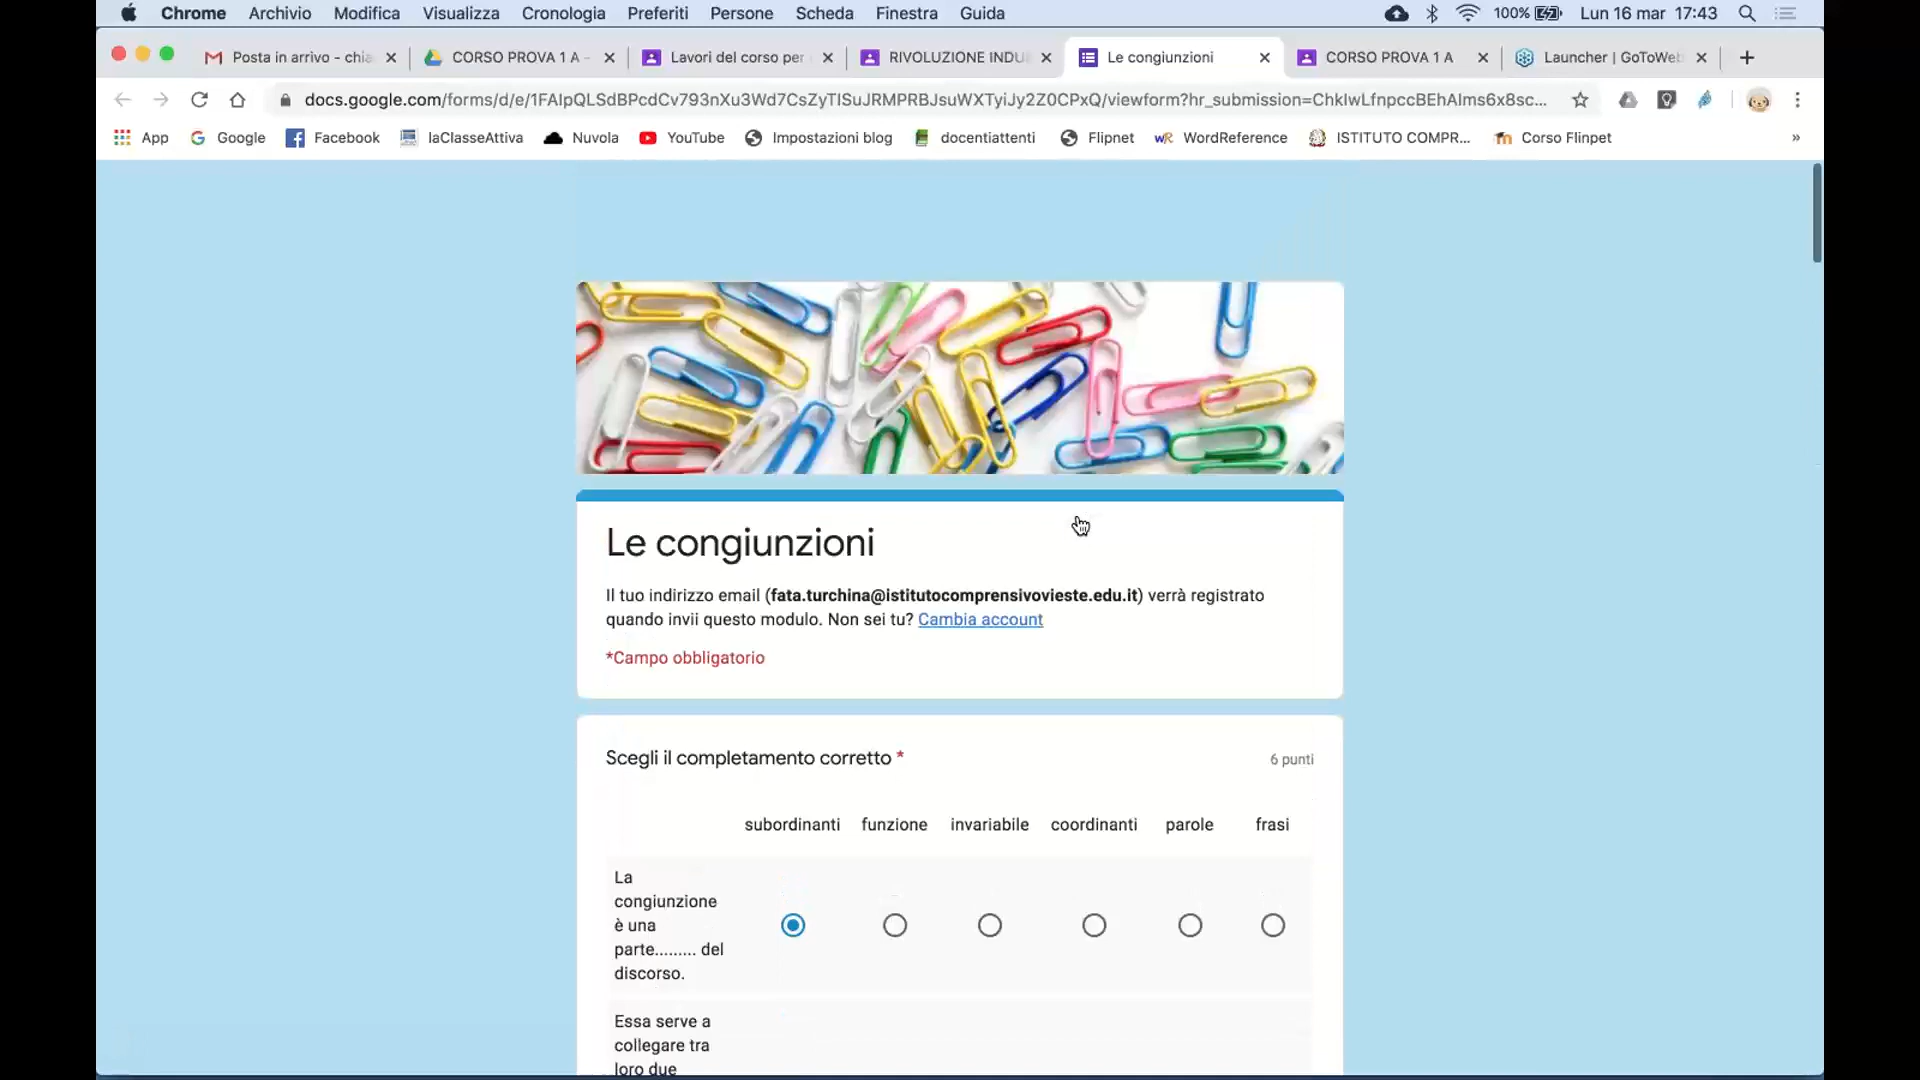 Chrome Archivio Modifica Visualizza Cronologia Preferiti Persone Scheda Finestra Guida 100% Lun 16 mar 17:43
Posta in arrivo - chia CORSO PROVA 1 A - Lavori del corso per RIVOLUZIONE INDU Le congiunzioni CORSO PROVA 1 A Launcher | GoToWeb
docs.google.com/forms/d/e/1FAIpQLSdBPcdCv793nXu3Wd7CsZyTISuJRMPRBJsuWXTyiJy2Z0CPxQ/viewform?hr_submission=ChkIwLfnpccBEhAIms6x8sc...
App Google Facebook laClasseAttiva Nuvola YouTube Impostazioni blog docentiattenti Flipnet WordReference ISTITUTO COMPR... Corso Flinpet »
Le congiunzioni
Il tuo indirizzo email (fata.turchina@istitutocomprensivovieste.edu.it) verrà registrato
quando invii questo modulo. Non sei tu? Cambia account
*Campo obbligatorio
Scegli il completamento corretto * 6 punti
subordinanti funzione invariabile coordinanti parole frasi
La
congiunzione
è una
parte......... del
discorso.
Essa serve a
collegare tra
loro due